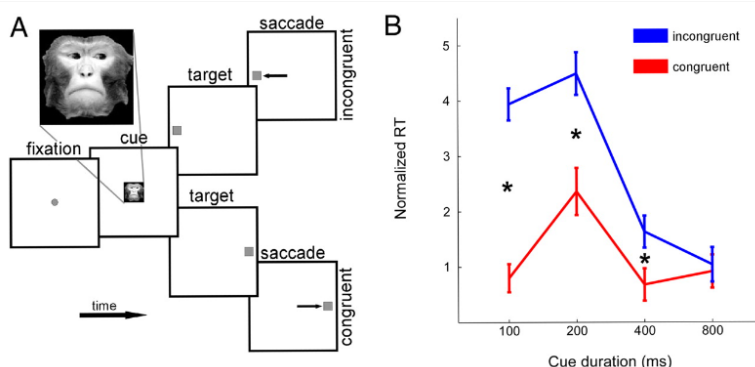 A
saccade
incongruent
target
cue
fixation
target
saccade
congruent
time
B
Normalized RT
5
4
3
2
1
incongruent
congruent
*
*
*
100
200
400
800
Cue duration (ms)